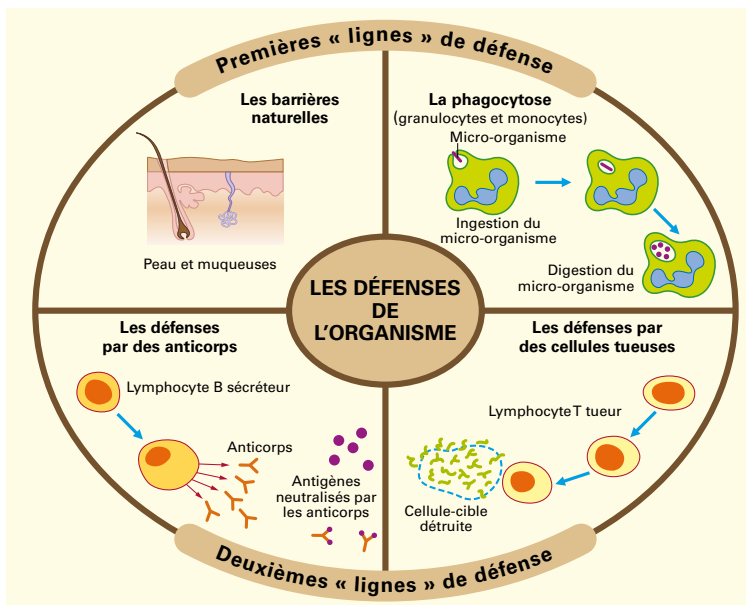 Premières « lignes » de défense
Les barrières
naturelles
Peau et muqueuses
La phagocytose
(granulocytes et monocytes)
Micro-organisme
Ingestion du
micro-organisme
Digestion du
micro-organisme
LES DÉFENSES
DE
L'ORGANISME
Les défenses
par des anticorps
Lymphocyte B sécréteur
Anticorps
Antigènes
neutralisés par
les anticorps
Les défenses par
des cellules tueuses
Lymphocyte T tueur
Cellule-cible
détruite
Deuxièmes « lignes » de défense